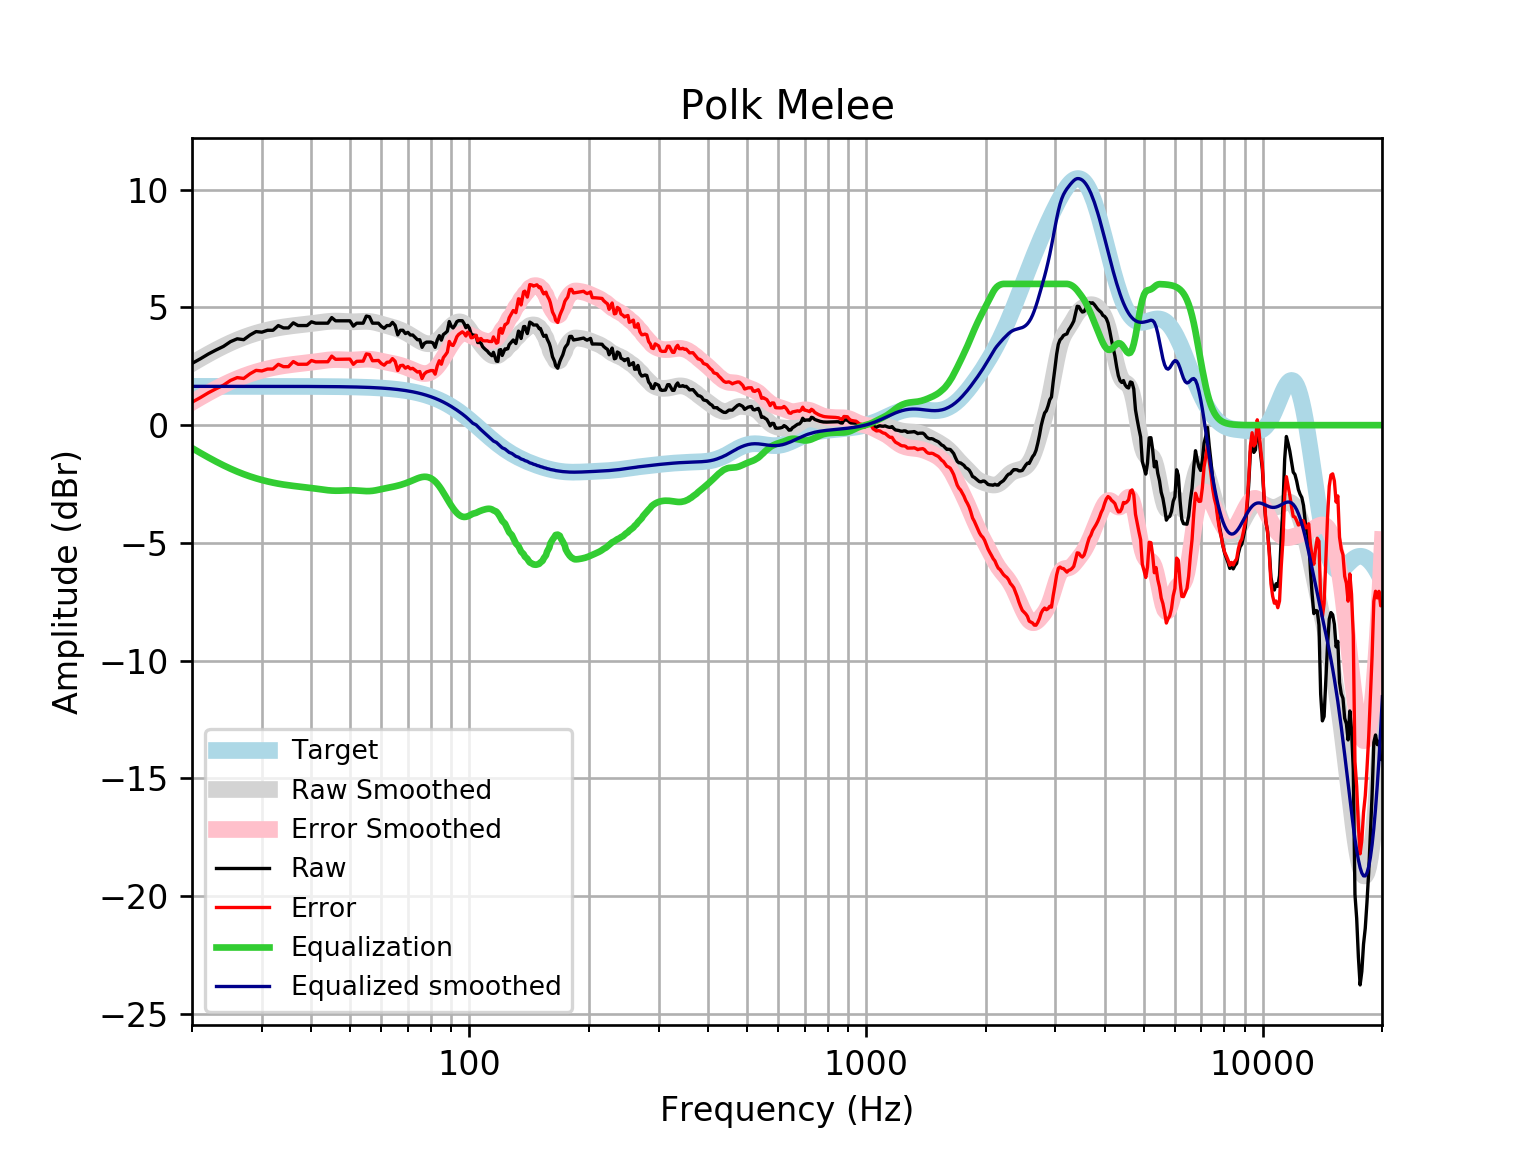 Polk Melee
10
5
0
−5
−10
−15
−20
−25
Amplitude (dBr)
Target
Raw Smoothed
Error Smoothed
Raw
Error
Equalization
Equalized smoothed
100 1000 10000
Frequency (Hz)